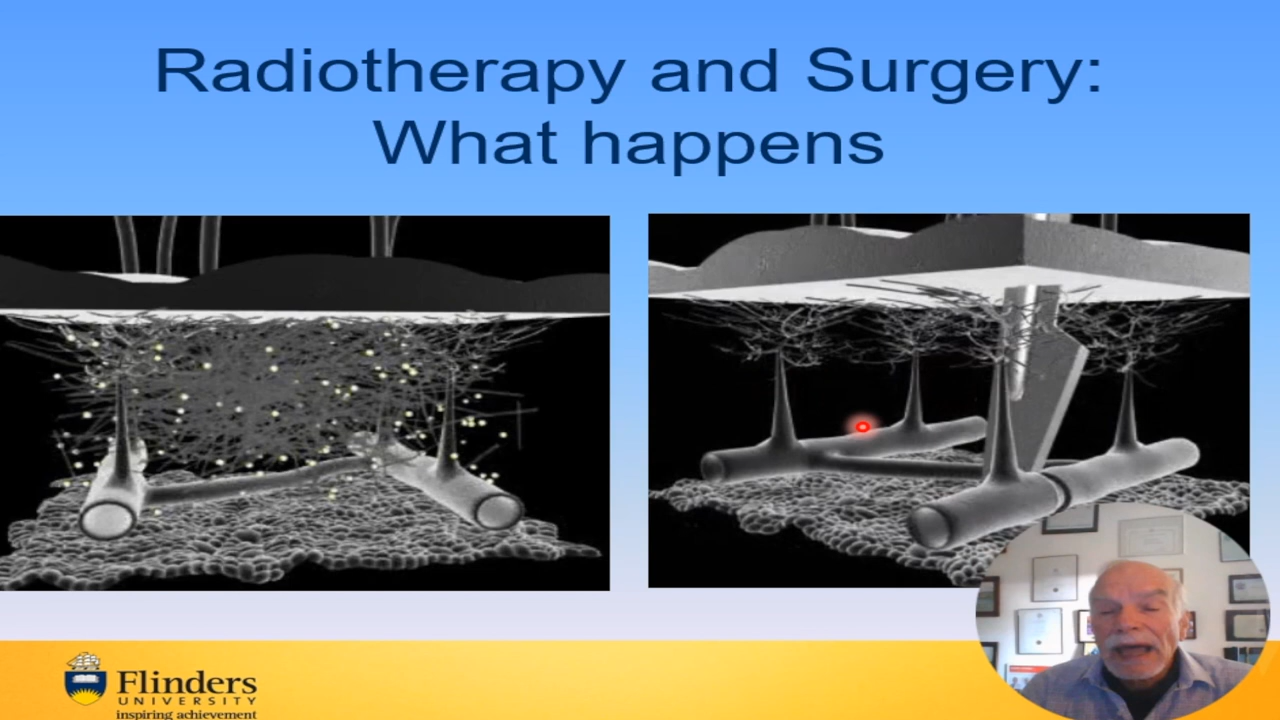 Radiotherapy and Surgery:
What happens
Flinders
UNIVERSITY
inspiring achievement